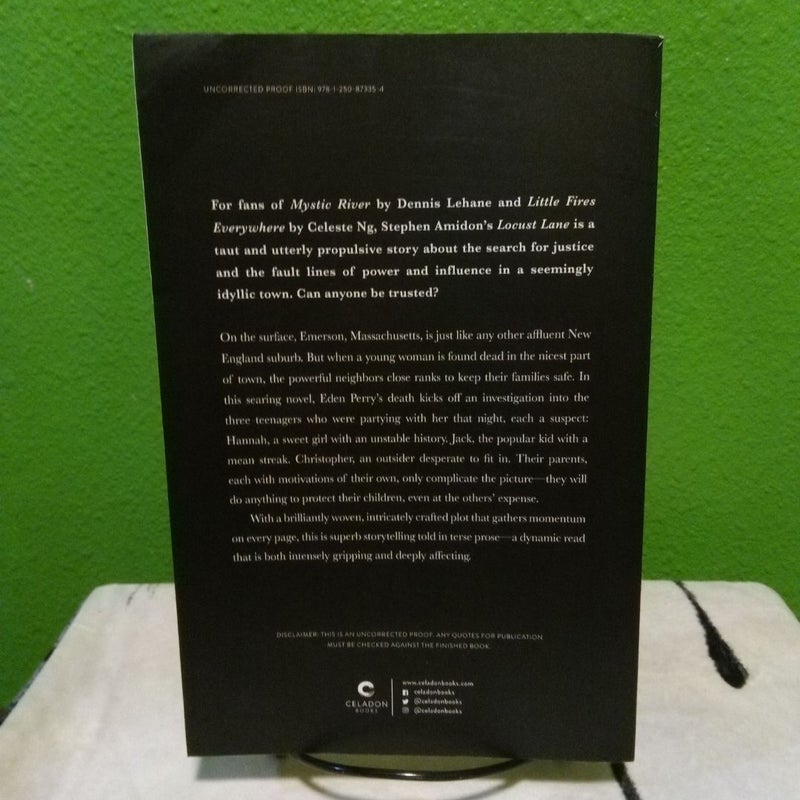 UNCORRECTED PROOF ISBN: 978-1-250-87335-4
For fans of Mystic River by Dennis Lehane and Little Fires
Everywhere by Celeste Ng, Stephen Amidon's Locust Lane is a
taut and utterly propulsive story about the search for justice
and the fault lines of power and influence in a seemingly
idyllic town. Can anyone be trusted?
On the surface, Emerson, Massachusetts, is just like any other affluent New
England suburb. But when a young woman is found dead in the nicest part
of town, the powerful neighbors close ranks to keep their families safe. In
this searing novel, Eden Perry's death kicks off an investigation into the
three teenagers who were partying with her that night, each a suspect:
Hannah, a sweet girl with an unstable history. Jack, the popular kid with a
mean streak. Christopher, an outsider desperate to fit in. Their parents,
each with motivations of their own, only complicate the picture—they will
do anything to protect their children, even at the others' expense.
With a brilliantly woven, intricately crafted plot that gathers momentum
on every page, this is superb storytelling told in terse prose—a dynamic read
that is both intensely gripping and deeply affecting.
DISCLAIMER: THIS IS AN UNCORRECTED PROOF. ANY QUOTES FOR PUBLICATION
MUST BE CHECKED AGAINST THE FINISHED BOOK.
CELADON
BOOKS
www.celadonbooks.com
celadonbooks
@celadonbooks
@celadonbooks